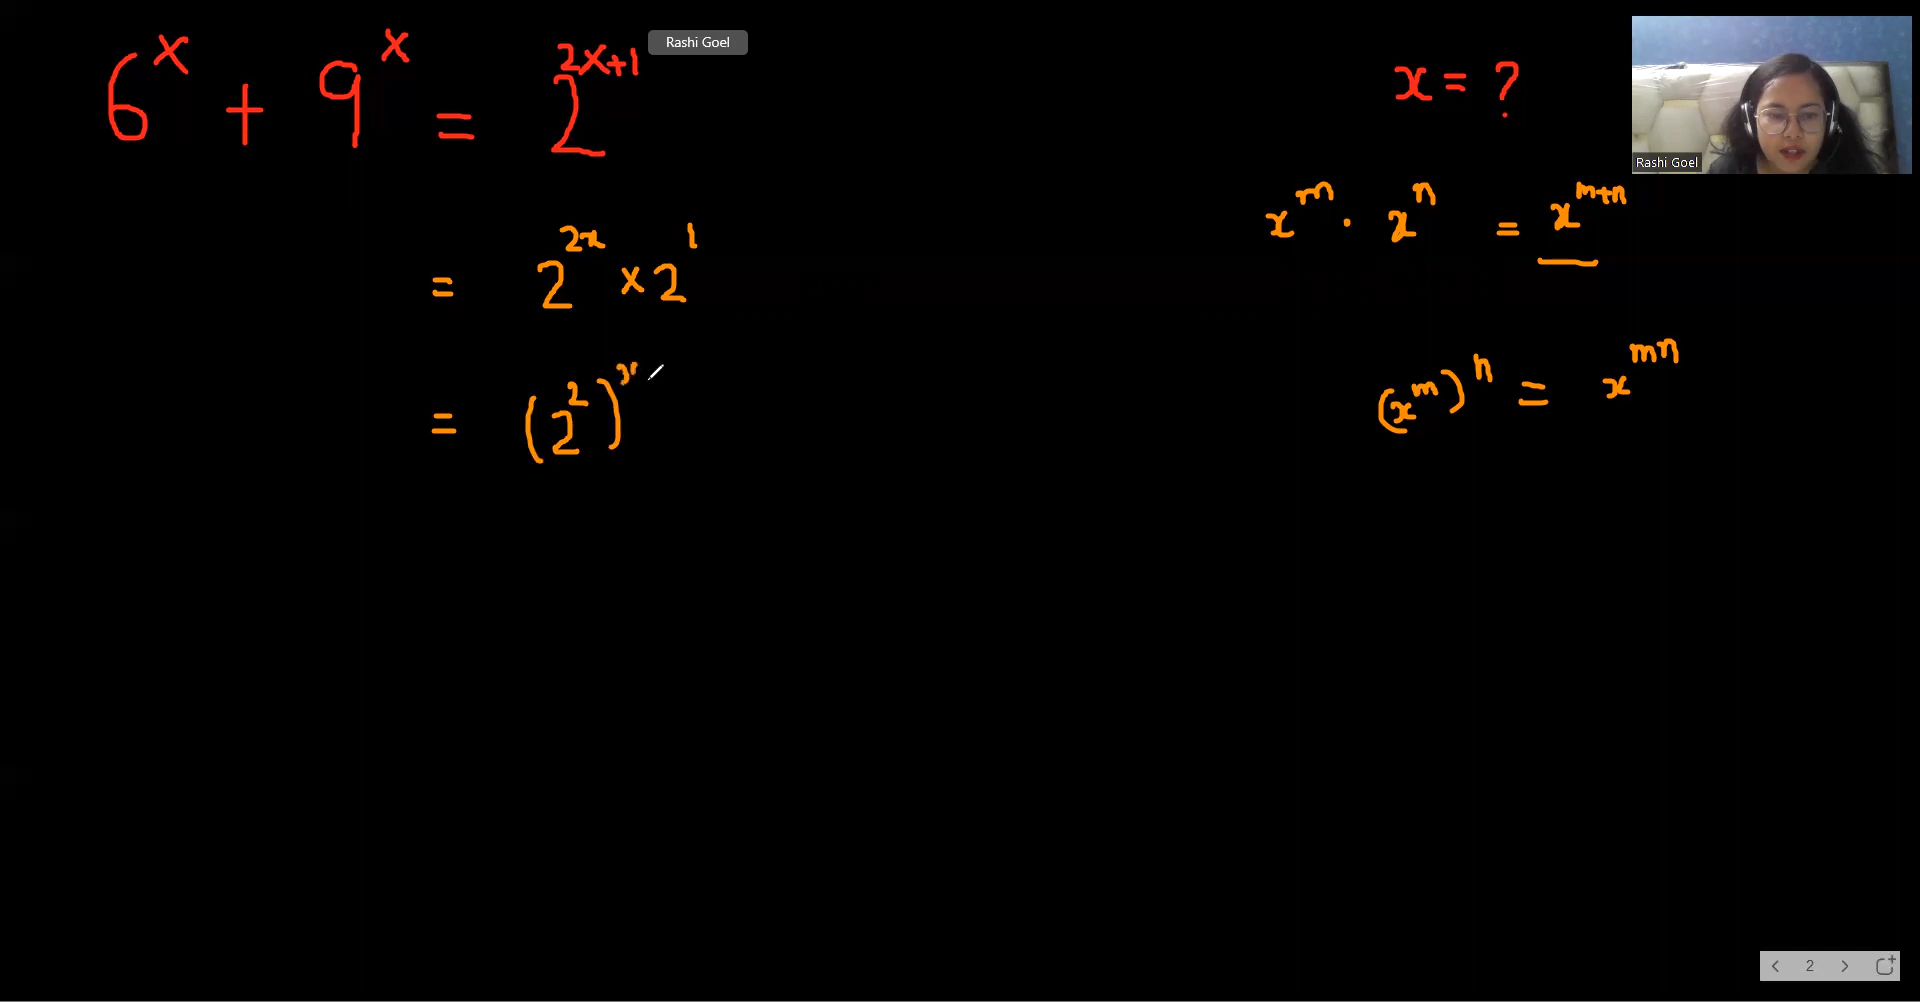 6^x + 9^x = 2^{2x+1}
Rashi Goel
x = ?
Rashi Goel
x^m · x^n = x^{m+n}
= 2^{2x} × 2^1
(x^m)^n = x^{mn}
= (2^2)^x
2